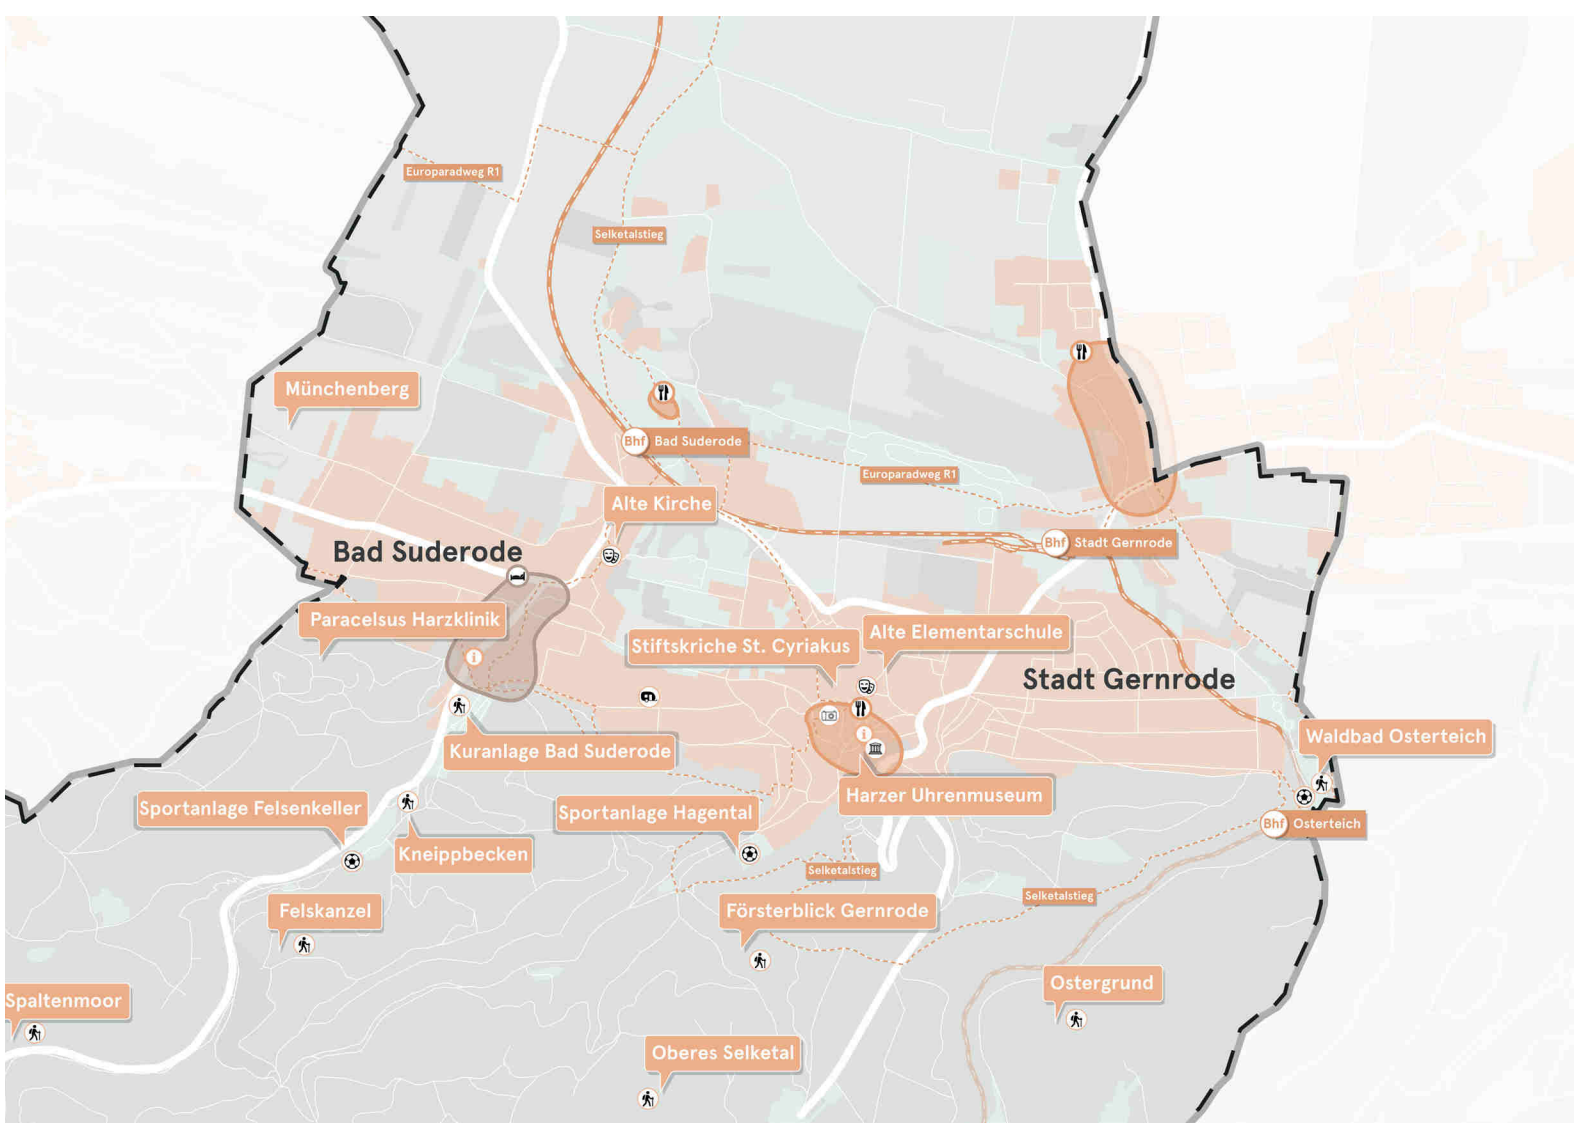 Europaradweg R1
Selketalstieg
Münchenberg
Bhf Bad Suderode
Europaradweg R1
Alte Kirche
Bad Suderode
Bhf Stadt Gernrode
Paracelsus Harzklinik
Stiftskriche St. Cyriakus
Alte Elementarschule
i
Stadt Gernrode
i
Kuranlage Bad Suderode
Waldbad Osterteich
Harzer Uhrenmuseum
Sportanlage Felsenkeller
Sportanlage Hagental
Bhf Osterteich
Kneippbecken
Selketalstieg
Selketalstieg
Felskanzel
Försterblick Gernrode
Ostergrund
Spaltenmoor
Oberes Selketal